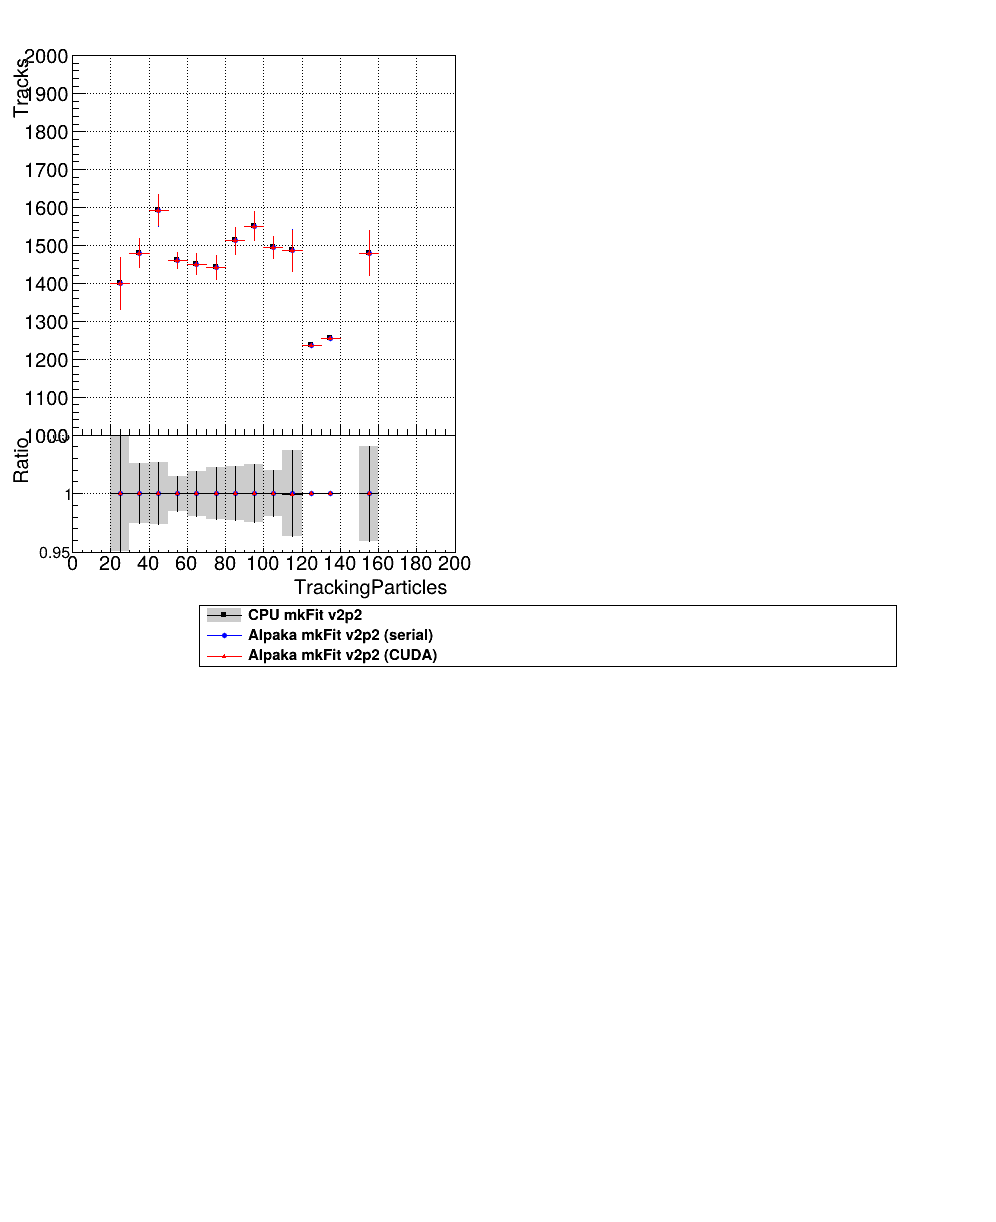 Tracks
2000
1900
1800
1700
1600
1500
1400
1300
1200
1100
1000
Ratio
1
0.95
0 20 40 60 80 100 120 140 160 180 200
TrackingParticles
CPU mkFit v2p2
Alpaka mkFit v2p2 (serial)
Alpaka mkFit v2p2 (CUDA)